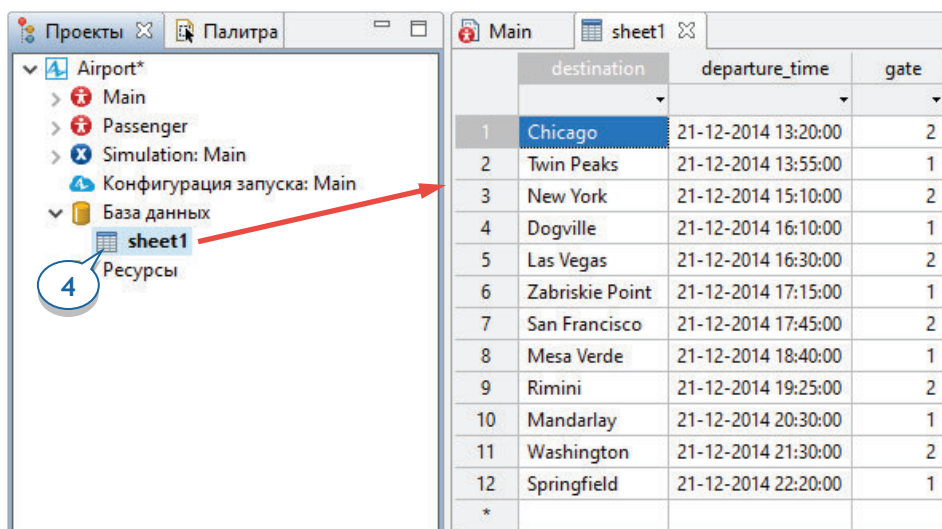 Проекты Палитра
Airport*
Main
Passenger
Simulation: Main
Конфигурация запуска: Main
База данных
sheet1
Ресурсы
4
Main sheet1
destination departure_time gate
1 Chicago 21-12-2014 13:20:00 2
2 Twin Peaks 21-12-2014 13:55:00 1
3 New York 21-12-2014 15:10:00 2
4 Dogville 21-12-2014 16:10:00 1
5 Las Vegas 21-12-2014 16:30:00 2
6 Zabriskie Point 21-12-2014 17:15:00 1
7 San Francisco 21-12-2014 17:45:00 2
8 Mesa Verde 21-12-2014 18:40:00 1
9 Rimini 21-12-2014 19:25:00 2
10 Mandarlay 21-12-2014 20:30:00 1
11 Washington 21-12-2014 21:30:00 2
12 Springfield 21-12-2014 22:20:00 1
*